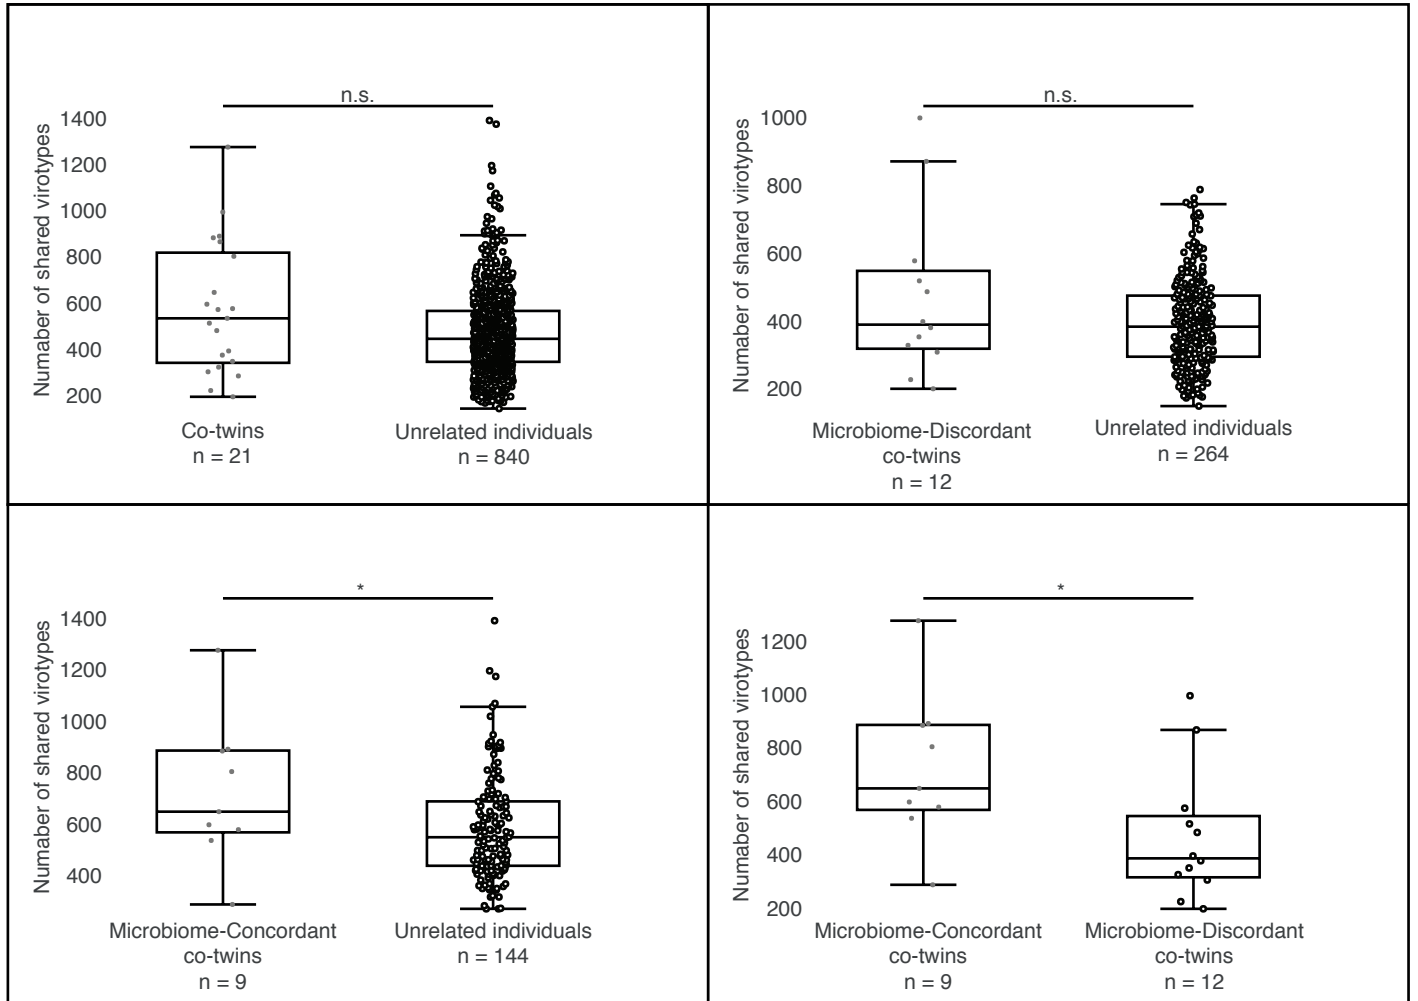 n.s.
Numaber of shared virotypes
1400
1200
1000
800
600
400
200
Co-twins
n = 21
Unrelated individuals
n = 840
n.s.
Numaber of shared virotypes
1000
800
600
400
200
Microbiome-Discordant
co-twins
n = 12
Unrelated individuals
n = 264
*
Numaber of shared virotypes
1400
1200
1000
800
600
400
Microbiome-Concordant
co-twins
n = 9
Unrelated individuals
n = 144
*
Numaber of shared virotypes
1200
1000
800
600
400
200
Microbiome-Concordant
co-twins
n = 9
Microbiome-Discordant
co-twins
n = 12